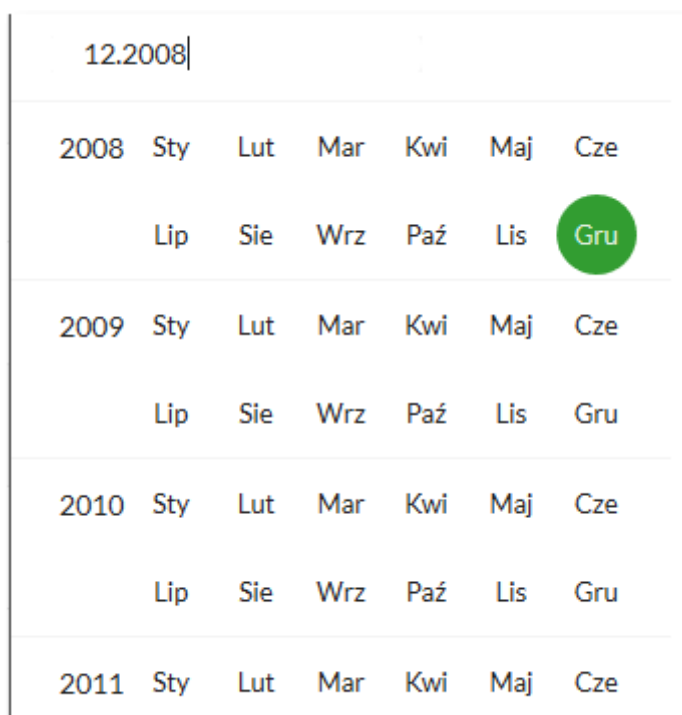 12.2008
2008 Sty Lut Mar Kwi Maj Cze
Lip Sie Wrz Paź Lis Gru
2009 Sty Lut Mar Kwi Maj Cze
Lip Sie Wrz Paź Lis Gru
2010 Sty Lut Mar Kwi Maj Cze
Lip Sie Wrz Paź Lis Gru
2011 Sty Lut Mar Kwi Maj Cze